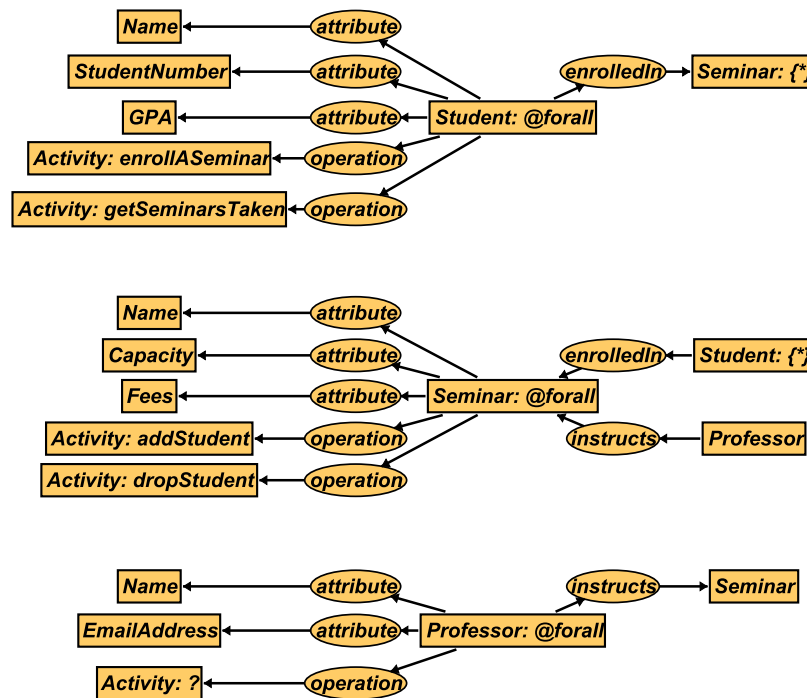 Name attribute
StudentNumber attribute enrolledIn Seminar: {*}
GPA attribute Student: @forall
Activity: enrollASeminar operation
Activity: getSeminarsTaken operation
Name attribute
Capacity attribute enrolledIn Student: {*}
Fees attribute Seminar: @forall
Activity: addStudent operation instructs Professor
Activity: dropStudent operation
Name attribute instructs Seminar
EmailAddress attribute Professor: @forall
Activity: ? operation